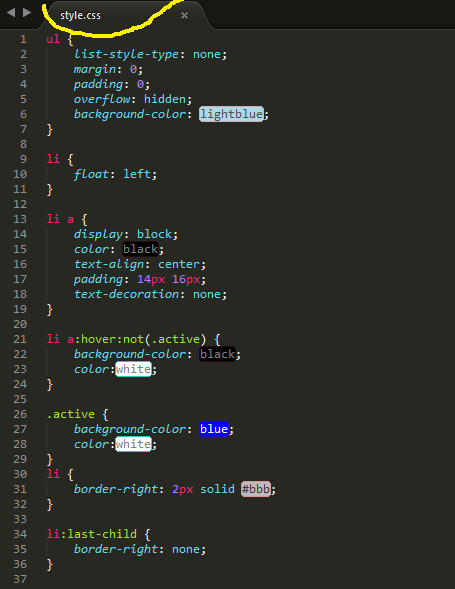 style.css ×
1 ul {
2 list-style-type: none;
3 margin: 0;
4 padding: 0;
5 overflow: hidden;
6 background-color: lightblue;
7 }
8
9 li {
10 float: left;
11 }
12
13 li a {
14 display: block;
15 color: black;
16 text-align: center;
17 padding: 14px 16px;
18 text-decoration: none;
19 }
20
21 li a:hover:not(.active) {
22 background-color: black;
23 color:white;
24 }
25
26 .active {
27 background-color: blue;
28 color:white;
29 }
30 li {
31 border-right: 2px solid #bbb;
32 }
33
34 li:last-child {
35 border-right: none;
36 }
37